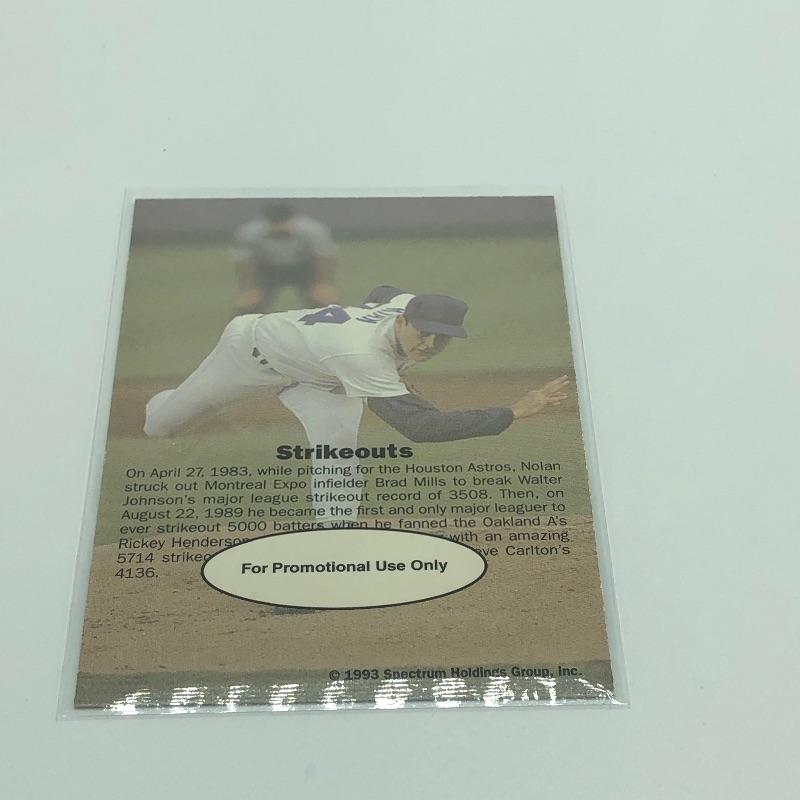 4
Strikeouts
On April 27, 1983, while pitching for the Houston Astros, Nolan
struck out Montreal Expo infielder Brad Mills to break Walter
Johnson's major league strikeout record of 3508. Then, on
August 22, 1989 he became the first and only major leaguer to
ever strikeout 5000 batters when he fanned the Oakland A's
Rickey Henderson with an amazing
5714 Carlton's
4136.
For Promotional Use Only
© 1993 Spectrum Holdings Group, Inc.